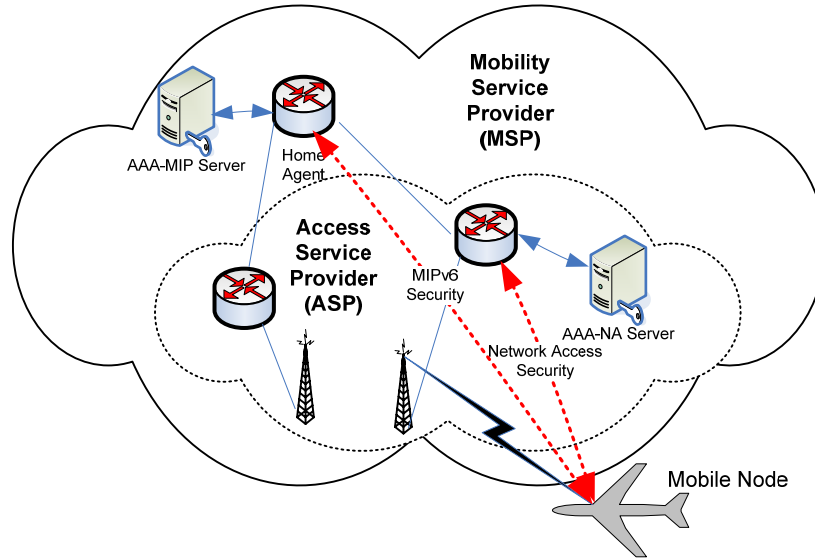 Mobility
Service
Provider
(MSP)
AAA-MIP Server
Home
Agent
Access
Service
Provider
(ASP)
MIPv6
Security
AAA-NA Server
Network Access
Security
Mobile Node